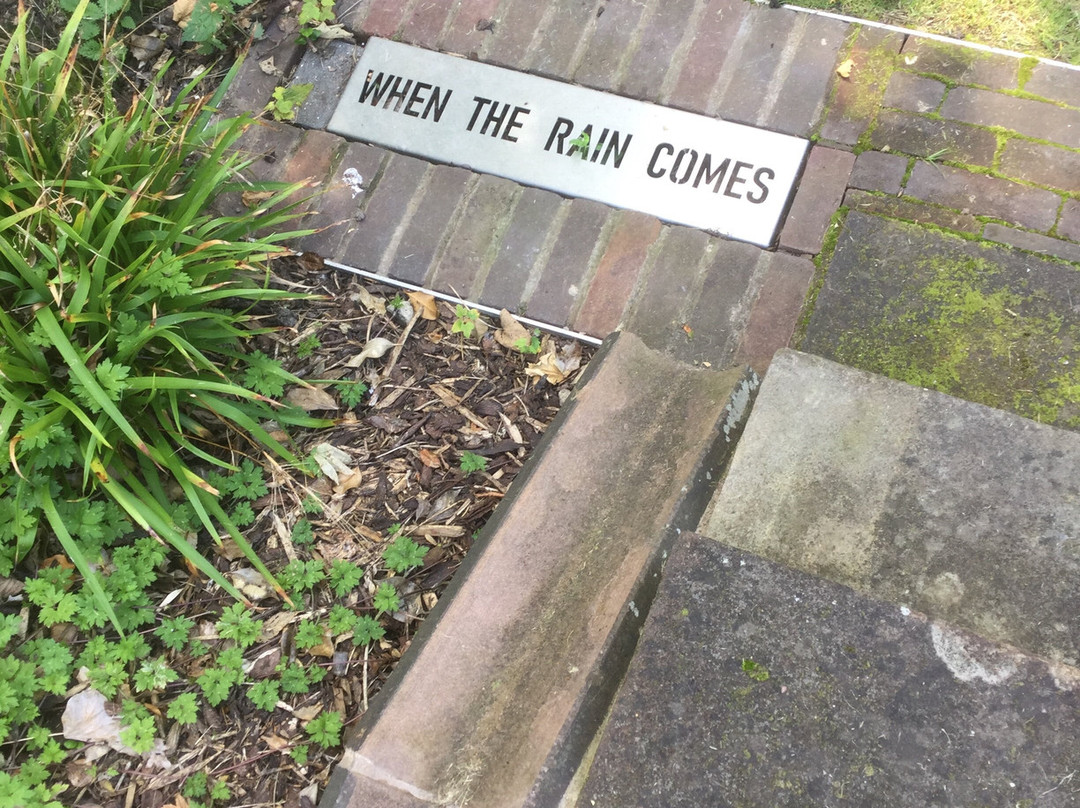 WHEN THE RAIN COMES